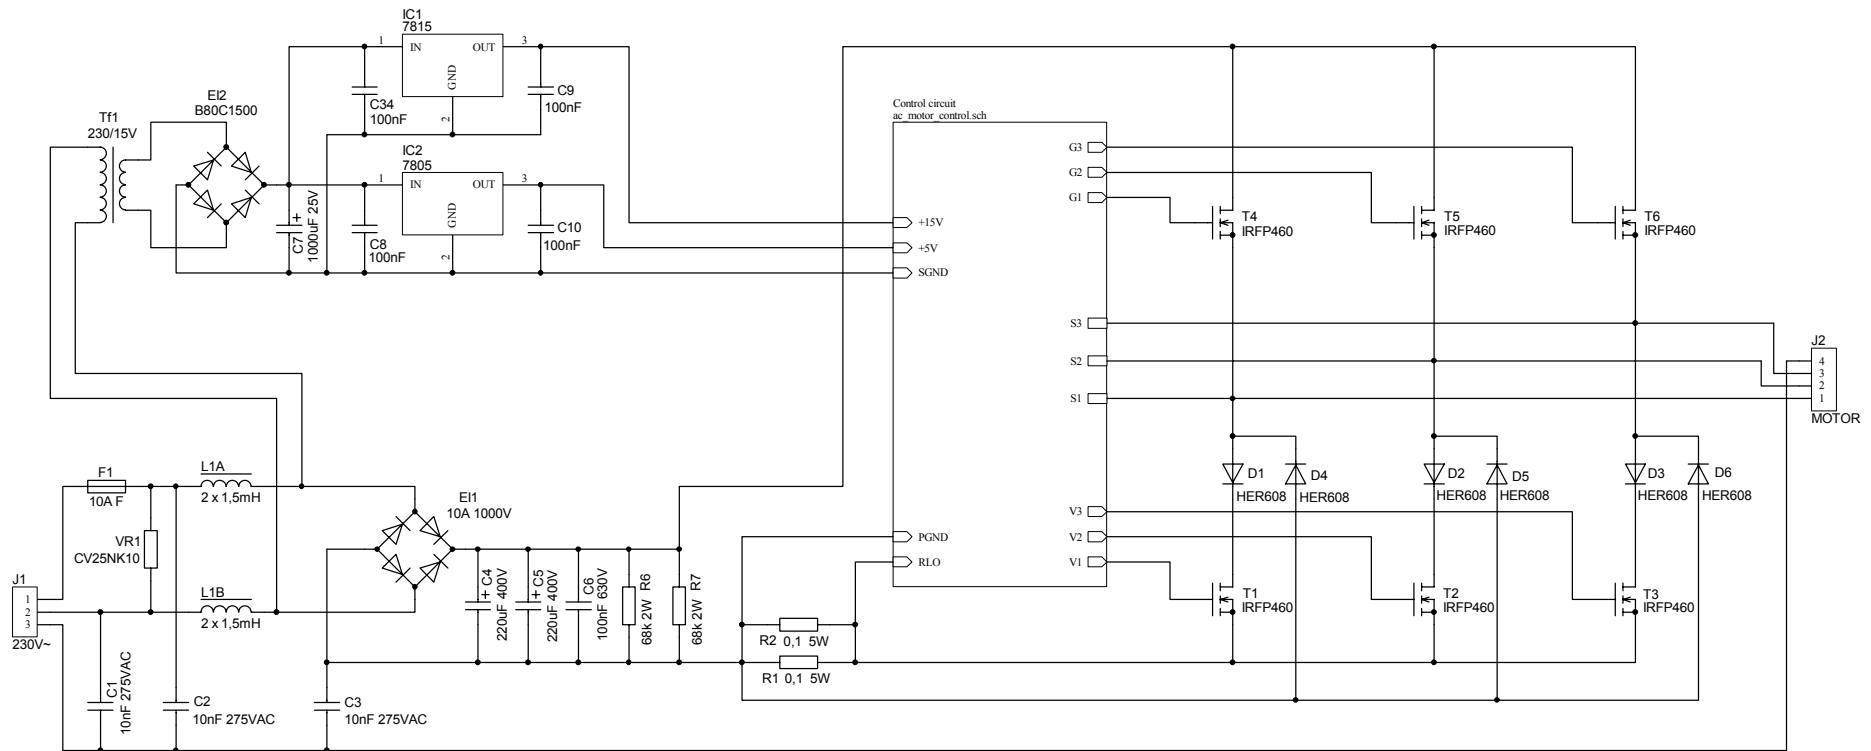 IC1
7815
1
IN
OUT
3
GND
2
C34
100nF
C9
100nF
EI2
B80C1500
Tf1
230/15V
IC2
7805
1
IN
OUT
3
GND
2
C7
1000uF 25V
+
C8
100nF
C10
100nF
Control circuit
ac_motor_control.sch
+15V
+5V
SGND
G3
G2
G1
S3
S2
S1
V3
V2
V1
PGND
RLO
T4
IRFP460
T5
IRFP460
T6
IRFP460
J2
4
3
2
1
MOTOR
D1
HER608
D4
HER608
D2
HER608
D5
HER608
D3
HER608
D6
HER608
T1
IRFP460
T2
IRFP460
T3
IRFP460
F1
10A F
L1A
2 x 1,5mH
VR1
CV25NK10
L1B
2 x 1,5mH
J1
1
2
3
230V~
EI1
10A 1000V
+ C4
220uF 400V
+ C5
220uF 400V
C6
100nF 630V
R6
68k 2W
R7
68k 2W
R2 0,1 5W
R1 0,1 5W
C1
10nF 275VAC
C2
10nF 275VAC
C3
10nF 275VAC